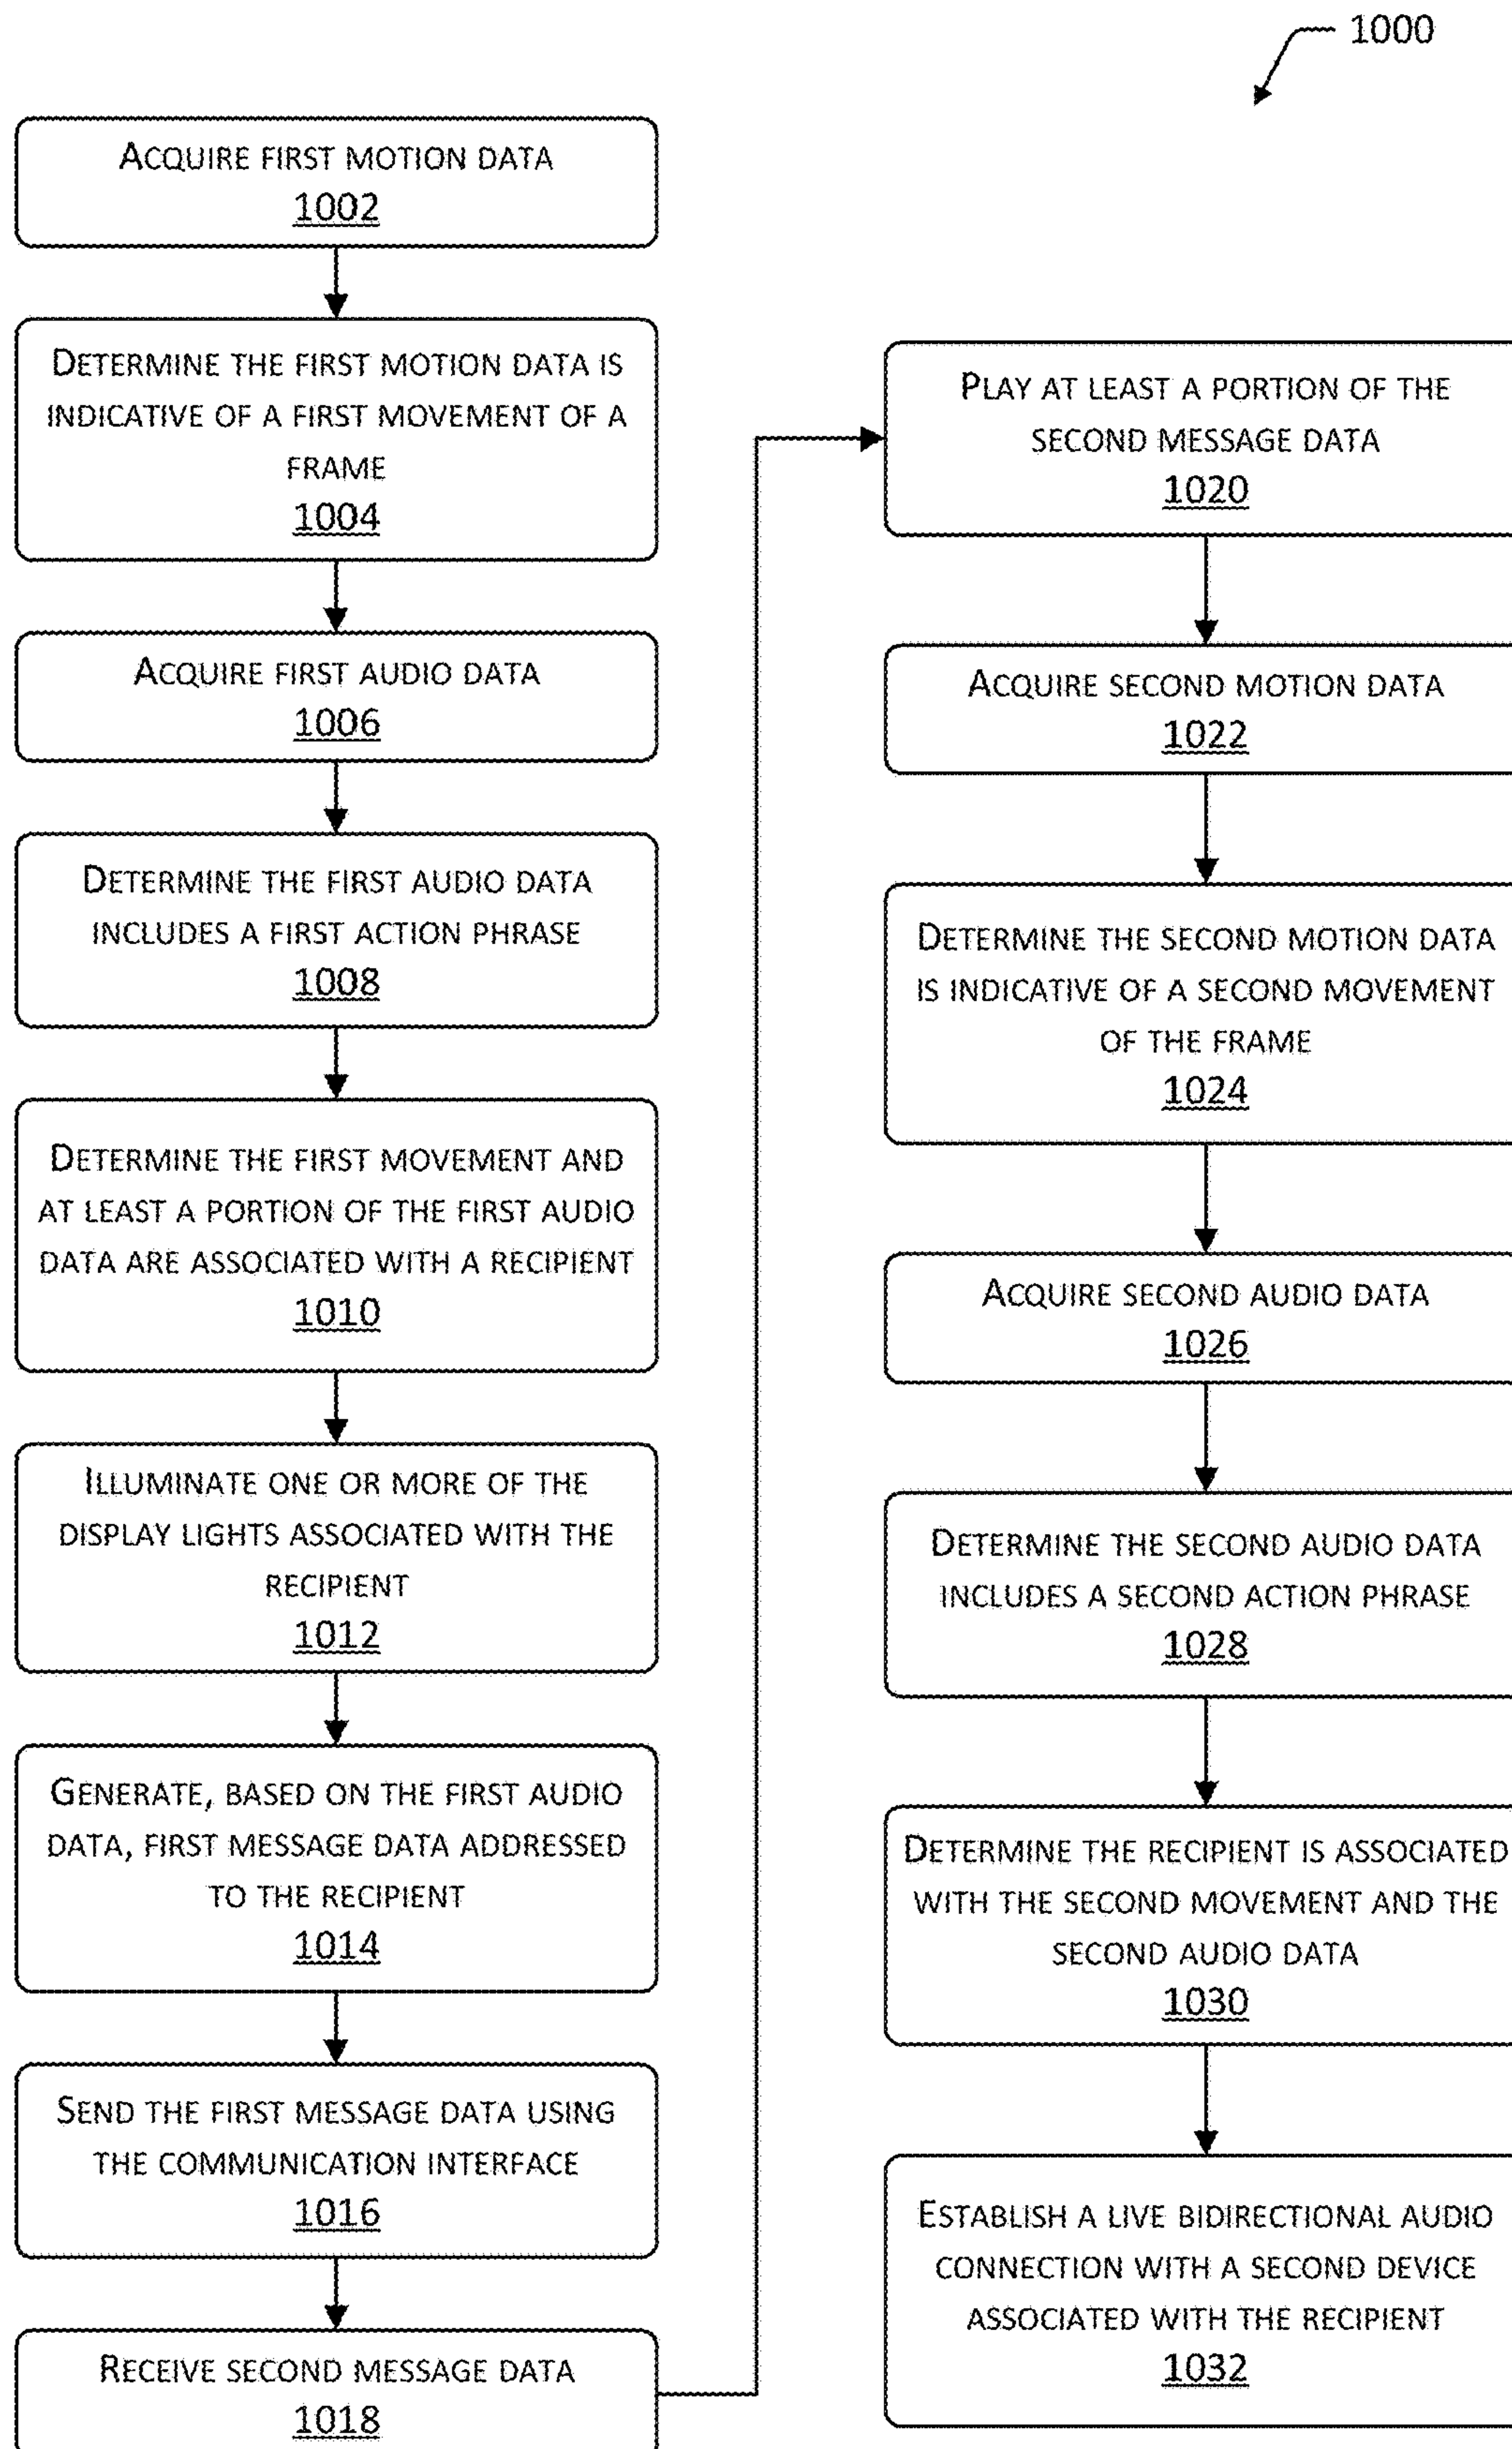 1000
ACQUIRE FIRST MOTION DATA
1002
DETERMINE THE FIRST MOTION DATA IS
INDICATIVE OF A FIRST MOVEMENT OF A
FRAME
1004
ACQUIRE FIRST AUDIO DATA
1006
DETERMINE THE FIRST AUDIO DATA
INCLUDES A FIRST ACTION PHRASE
1008
DETERMINE THE FIRST MOVEMENT AND
AT LEAST A PORTION OF THE FIRST AUDIO
DATA ARE ASSOCIATED WITH A RECIPIENT
1010
ILLUMINATE ONE OR MORE OF THE
DISPLAY LIGHTS ASSOCIATED WITH THE
RECIPIENT
1012
GENERATE, BASED ON THE FIRST AUDIO
DATA, FIRST MESSAGE DATA ADDRESSED
TO THE RECIPIENT
1014
SEND THE FIRST MESSAGE DATA USING
THE COMMUNICATION INTERFACE
1016
RECEIVE SECOND MESSAGE DATA
1018
PLAY AT LEAST A PORTION OF THE
SECOND MESSAGE DATA
1020
ACQUIRE SECOND MOTION DATA
1022
DETERMINE THE SECOND MOTION DATA
IS INDICATIVE OF A SECOND MOVEMENT
OF THE FRAME
1024
ACQUIRE SECOND AUDIO DATA
1026
DETERMINE THE SECOND AUDIO DATA
INCLUDES A SECOND ACTION PHRASE
1028
DETERMINE THE RECIPIENT IS ASSOCIATED
WITH THE SECOND MOVEMENT AND THE
SECOND AUDIO DATA
1030
ESTABLISH A LIVE BIDIRECTIONAL AUDIO
CONNECTION WITH A SECOND DEVICE
ASSOCIATED WITH THE RECIPIENT
1032